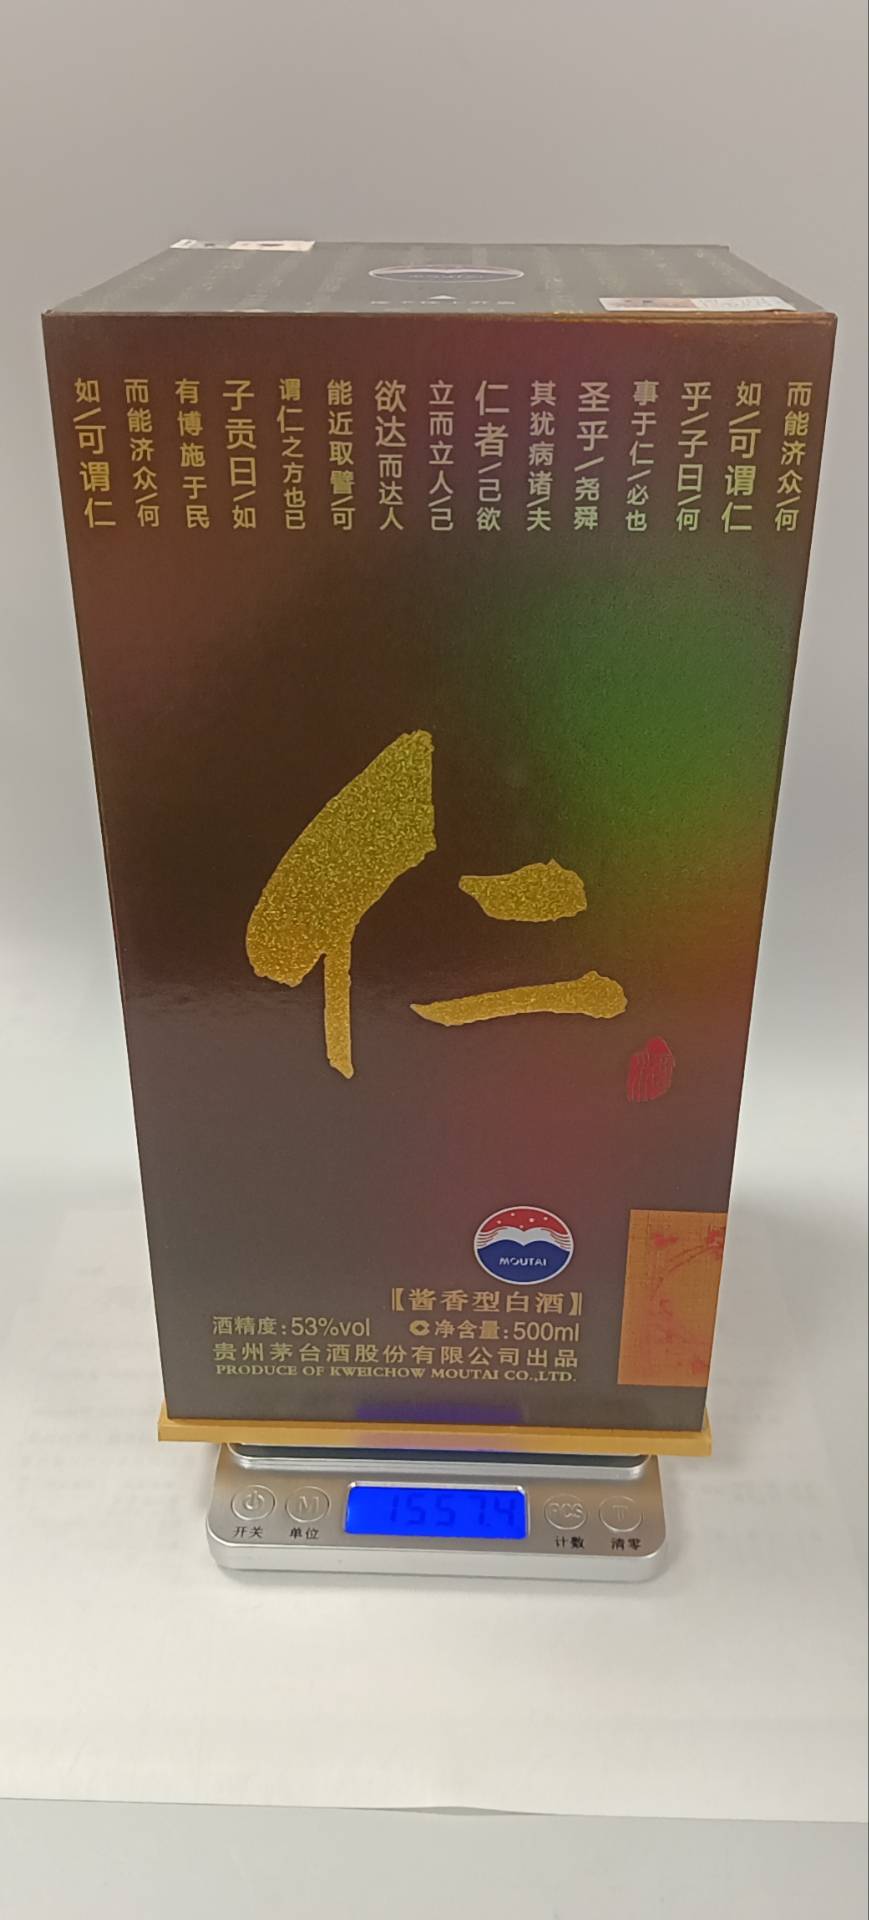 如\可谓仁
而能济众\何
有博施于民
子贡曰\如
谓仁之方也已
能近取譬\可
欲达而达人
立而立人\己
仁者\己欲
其犹病诸\夫
圣乎/尧舜
事于仁\必也
乎/子曰\何
如\可谓仁
而能济众\何
仁
酒
MOUTAI
【酱香型白酒】
酒精度:53%vol 净含量:500ml
贵州茅台酒股份有限公司出品
PRODUCE OF KWEICHOW MOUTAI CO.,LTD.
M 1557.4 PCS T
开关 单位 计数 清零